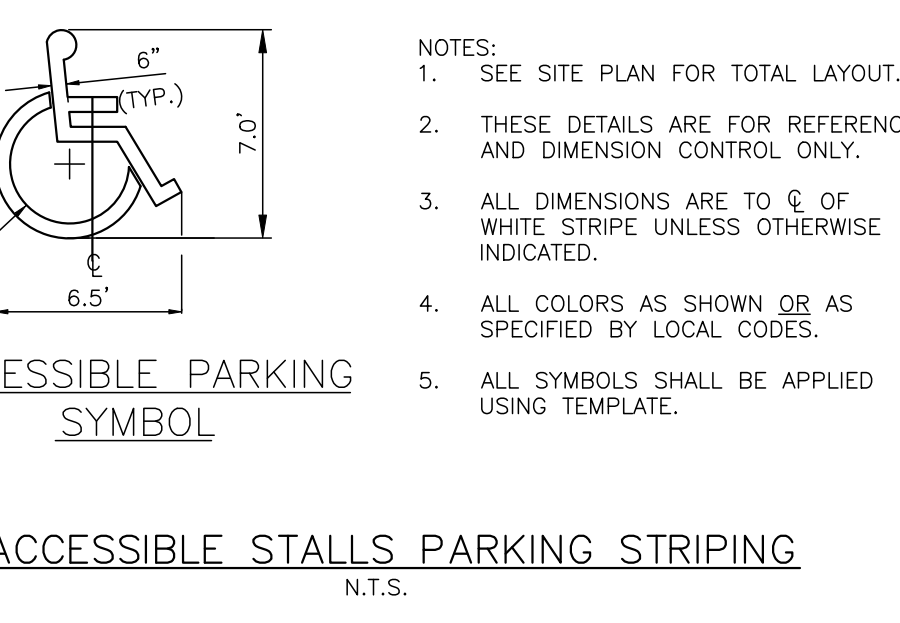 6"
(TYP.)
7.0'
℄
6.5'
ESSIBLE PARKING
SYMBOL
NOTES:
1. SEE SITE PLAN FOR TOTAL LAYOUT.
2. THESE DETAILS ARE FOR REFERENC
AND DIMENSION CONTROL ONLY.
3. ALL DIMENSIONS ARE TO ℄ OF
WHITE STRIPE UNLESS OTHERWISE
INDICATED.
4. ALL COLORS AS SHOWN OR AS
SPECIFIED BY LOCAL CODES.
5. ALL SYMBOLS SHALL BE APPLIED
USING TEMPLATE.
ACCESSIBLE STALLS PARKING STRIPING
N.T.S.